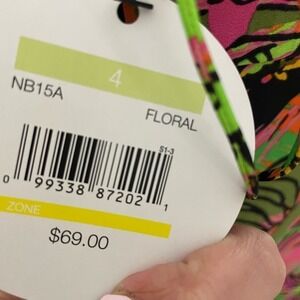 4
NB15A
FLORAL
S1-3
0 99338 87202 1
ZONE
$69.00